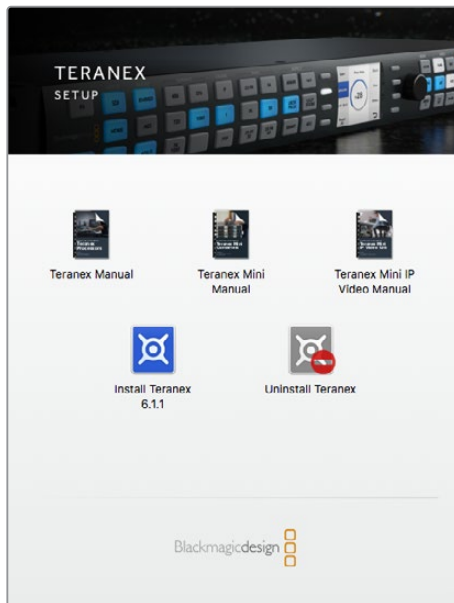 TERANEX
SETUP
Teranex Manual
Teranex Mini
Manual
Teranex Mini IP
Video Manual
Install Teranex
6.1.1
Uninstall Teranex
Blackmagicdesign